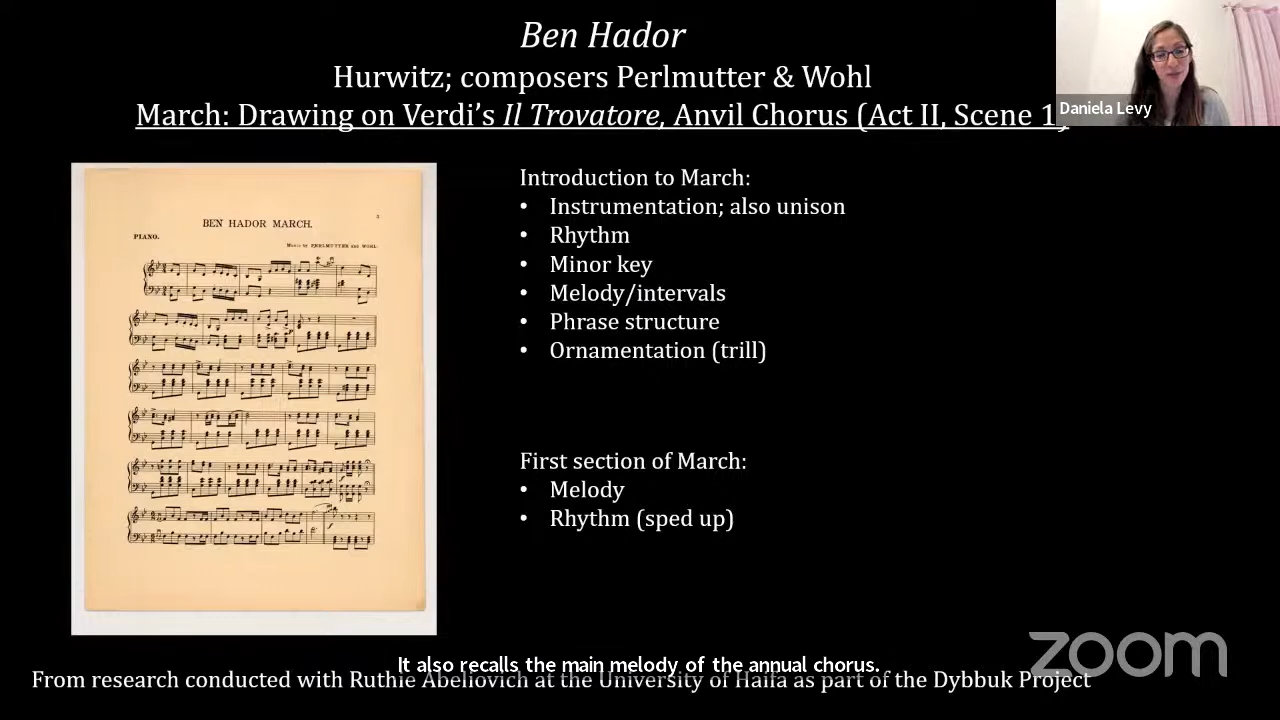 Ben Hador
Hurwitz; composers Perlmutter & Wohl
March: Drawing on Verdi's Il Trovatore, Anvil Chorus (Act II, Scene 1)
Daniela Levy
BEN HADOR MARCH.
3
PIANO.
Music by PERLMUTTER and WOHL.
Introduction to March:
• Instrumentation; also unison
• Rhythm
• Minor key
• Melody/intervals
• Phrase structure
• Ornamentation (trill)
First section of March:
• Melody
• Rhythm (sped up)
zoom
It also recalls the main melody of the annual chorus.
From research conducted with Ruthie Abeliovich at the University of Haifa as part of the Dybbuk Project